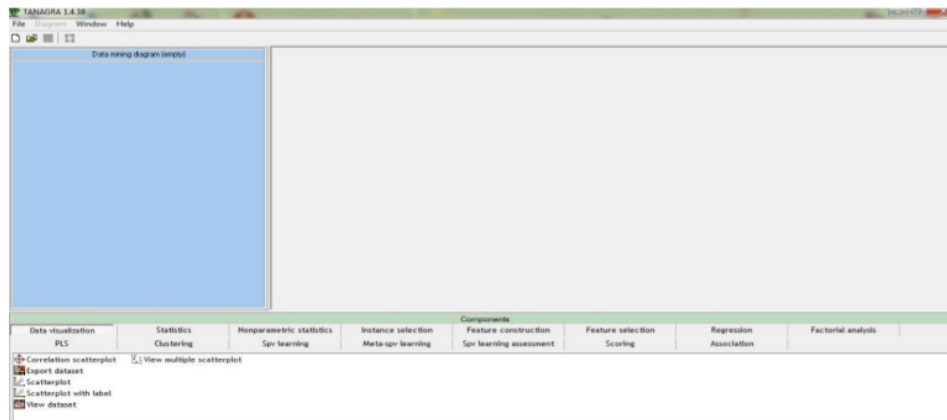 TANAGRA 1.4.38
File Diagram Window Help
Data mining diagram (empty)
Components
Data visualization Statistics Nonparametric statistics Instance selection Feature construction Feature selection Regression Factorial analysis
PLS Clustering Spv learning Meta-spv learning Spv learning assessment Scoring Association
Correlation scatterplot View multiple scatterplot
Export dataset
Scatterplot
Scatterplot with label
View dataset